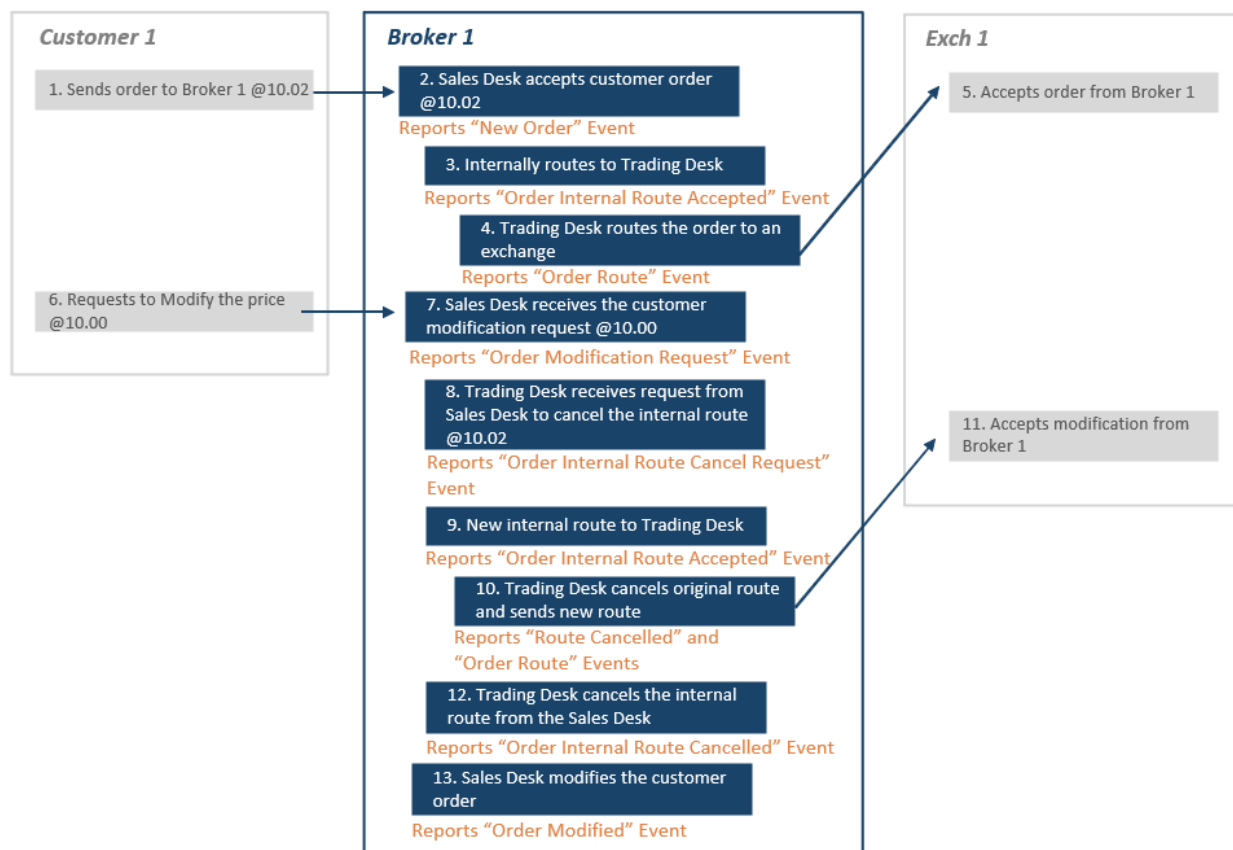 Customer 1
1. Sends order to Broker 1 @10.02
6. Requests to Modify the price
@10.00
Broker 1
2. Sales Desk accepts customer order
@10.02
Reports “New Order” Event
3. Internally routes to Trading Desk
Reports “Order Internal Route Accepted” Event
4. Trading Desk routes the order to an
exchange
Reports “Order Route” Event
7. Sales Desk receives the customer
modification request @10.00
Reports “Order Modification Request” Event
8. Trading Desk receives request from
Sales Desk to cancel the internal route
@10.02
Reports “Order Internal Route Cancel Request”
Event
9. New internal route to Trading Desk
Reports “Order Internal Route Accepted” Event
10. Trading Desk cancels original route
and sends new route
Reports “Route Cancelled” and
“Order Route” Events
12. Trading Desk cancels the internal
route from the Sales Desk
Reports “Order Internal Route Cancelled” Event
13. Sales Desk modifies the customer
order
Reports “Order Modified” Event
Exch 1
5. Accepts order from Broker 1
11. Accepts modification from
Broker 1